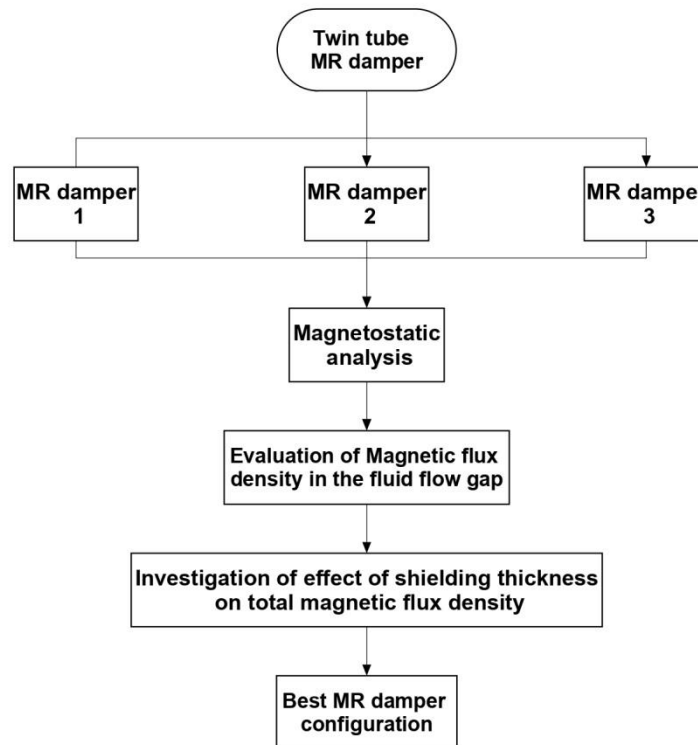 Twin tube
MR damper
MR damper
1
MR damper
2
MR dampe
3
Magnetostatic
analysis
Evaluation of Magnetic flux
density in the fluid flow gap
Investigation of effect of shielding thickness
on total magnetic flux density
Best MR damper
configuration